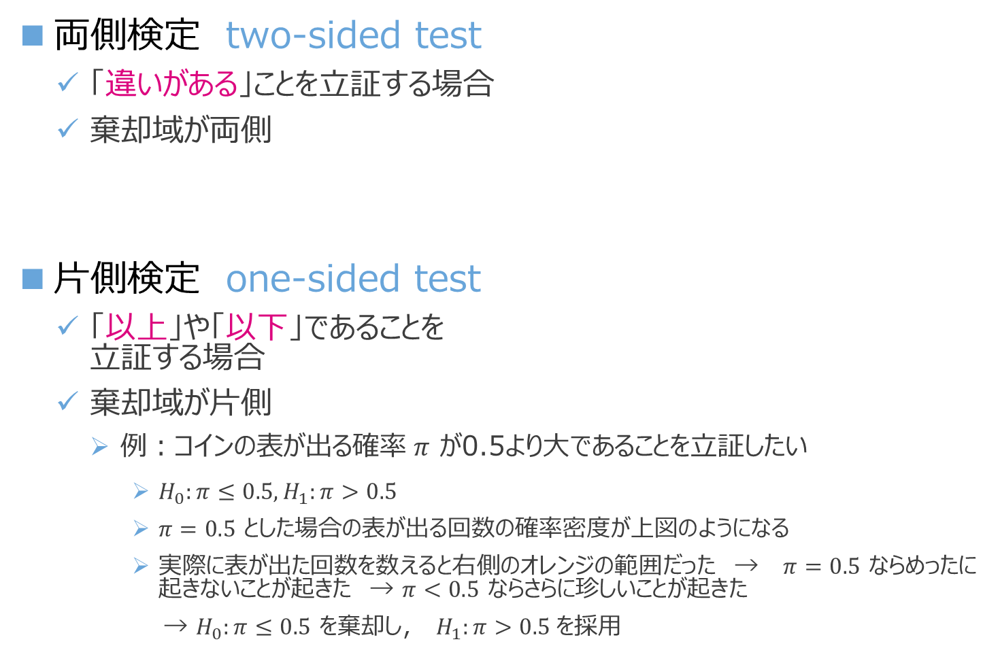 両側検定 two-sided test
「違いがある」ことを立証する場合
棄却域が両側
片側検定 one-sided test
「以上」や「以下」であることを
立証する場合
棄却域が片側
例：コインの表が出る確率 π が0.5より大であることを立証したい
H₀: π ≤ 0.5, H₁: π > 0.5
π = 0.5 とした場合の表が出る回数の確率密度が上図のようになる
実際に表が出た回数を数えると右側のオレンジの範囲だった → π = 0.5 ならめったに
起きないことが起きた → π < 0.5 ならさらに珍しいことが起きた
→ H₀: π ≤ 0.5 を棄却し， H₁: π > 0.5 を採用